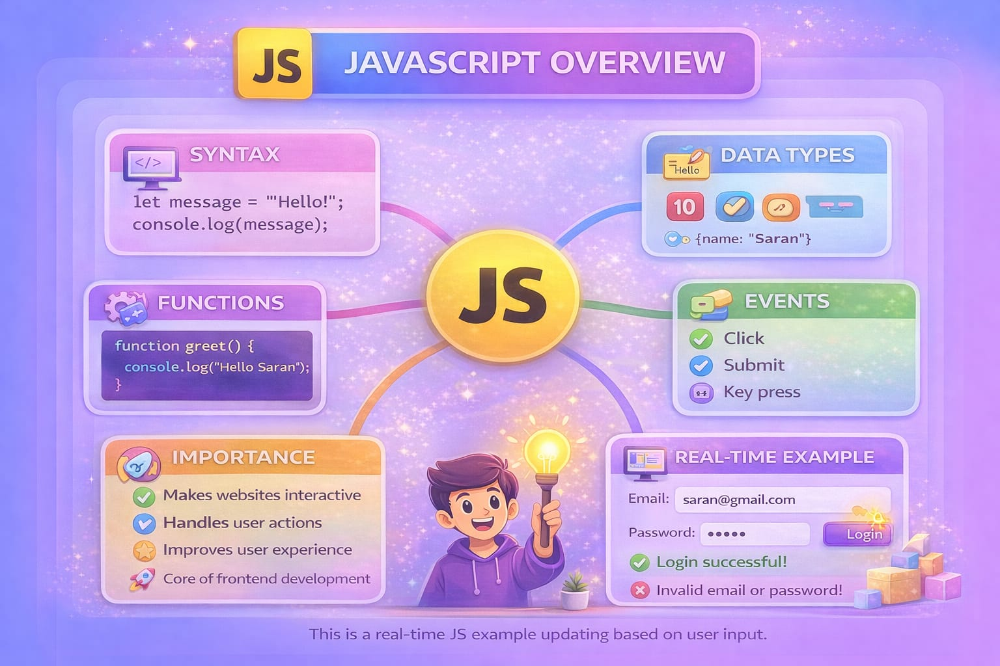 JS
JAVASCRIPT OVERVIEW
</>
SYNTAX
let message = "'Hello!";
console.log(message);
Hello
DATA TYPES
10
{name: "Saran"}
FUNCTIONS
function greet() {
console.log("Hello Saran");
}
JS
EVENTS
Click
Submit
Key press
IMPORTANCE
Makes websites interactive
Handles user actions
Improves user experience
Core of frontend development
REAL-TIME EXAMPLE
Email: saran@gmail.com
Password: •••••
Login
Login successful!
Invalid email or password!
This is a real-time JS example updating based on user input.